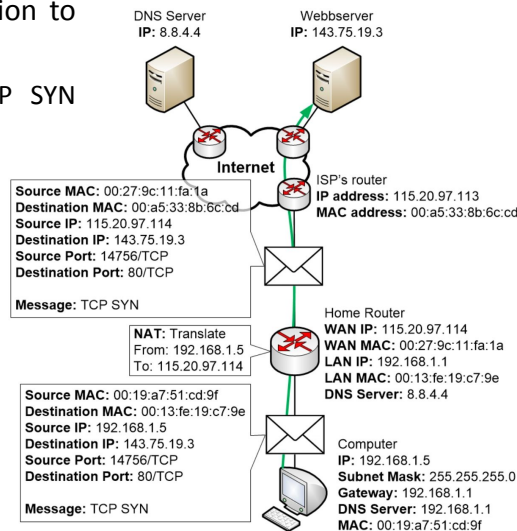 ion to
P SYN
DNS Server
IP: 8.8.4.4
Webbserver
IP: 143.75.19.3
Internet
ISP's router
IP address: 115.20.97.113
MAC address: 00:a5:33:8b:6c:cd
Source MAC: 00:27:9c:11:fa:1a
Destination MAC: 00:a5:33:8b:6c:cd
Source IP: 115.20.97.114
Destination IP: 143.75.19.3
Source Port: 14756/TCP
Destination Port: 80/TCP
Message: TCP SYN
NAT: Translate
From: 192.168.1.5
To: 115.20.97.114
Home Router
WAN IP: 115.20.97.114
WAN MAC: 00:27:9c:11:fa:1a
LAN IP: 192.168.1.1
LAN MAC: 00:13:fe:19:c7:9e
DNS Server: 8.8.4.4
Source MAC: 00:19:a7:51:cd:9f
Destination MAC: 00:13:fe:19:c7:9e
Source IP: 192.168.1.5
Destination IP: 143.75.19.3
Source Port: 14756/TCP
Destination Port: 80/TCP
Message: TCP SYN
Computer
IP: 192.168.1.5
Subnet Mask: 255.255.255.0
Gateway: 192.168.1.1
DNS Server: 192.168.1.1
MAC: 00:19:a7:51:cd:9f